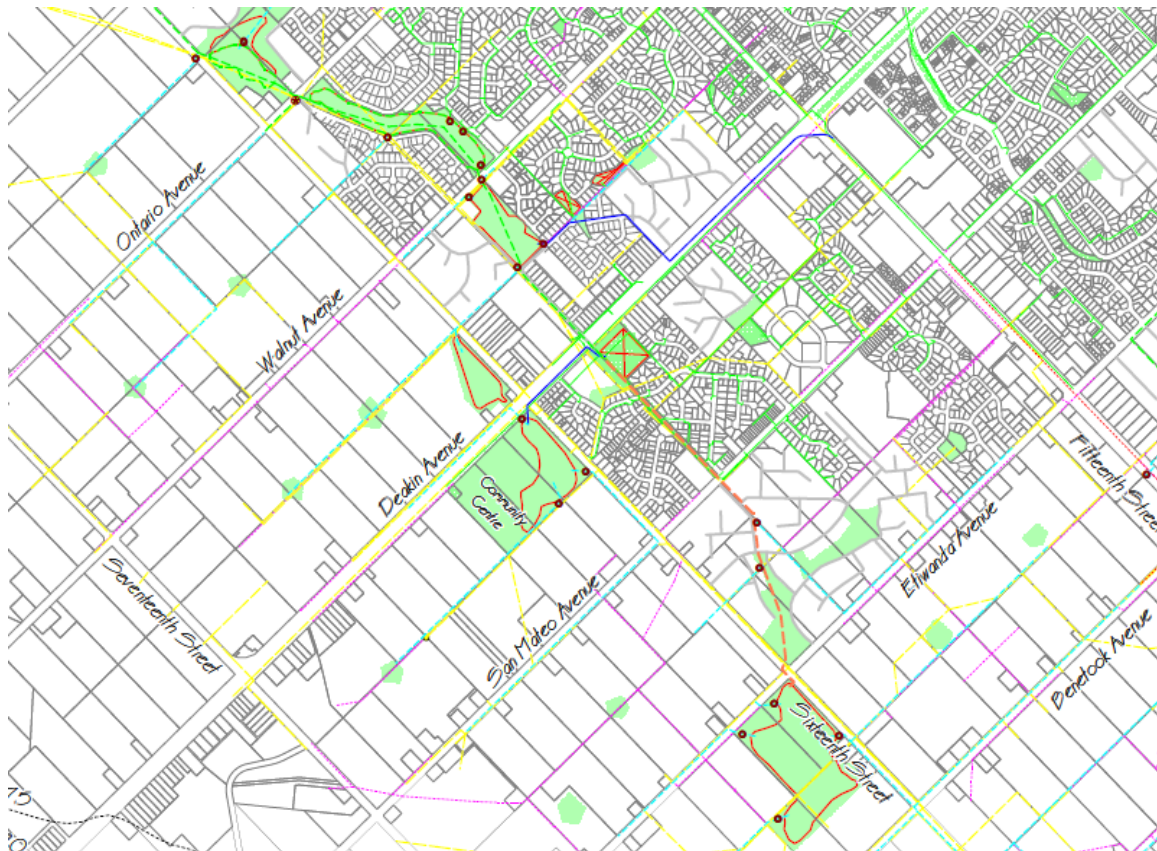 Ontario Avenue
Walnut Avenue
Deakin Avenue
Community
Centre
Fifteenth Street
Etiwanda Avenue
Seventeenth Street
San Mateo Avenue
Benetook Avenue
Sixteenth Street
75